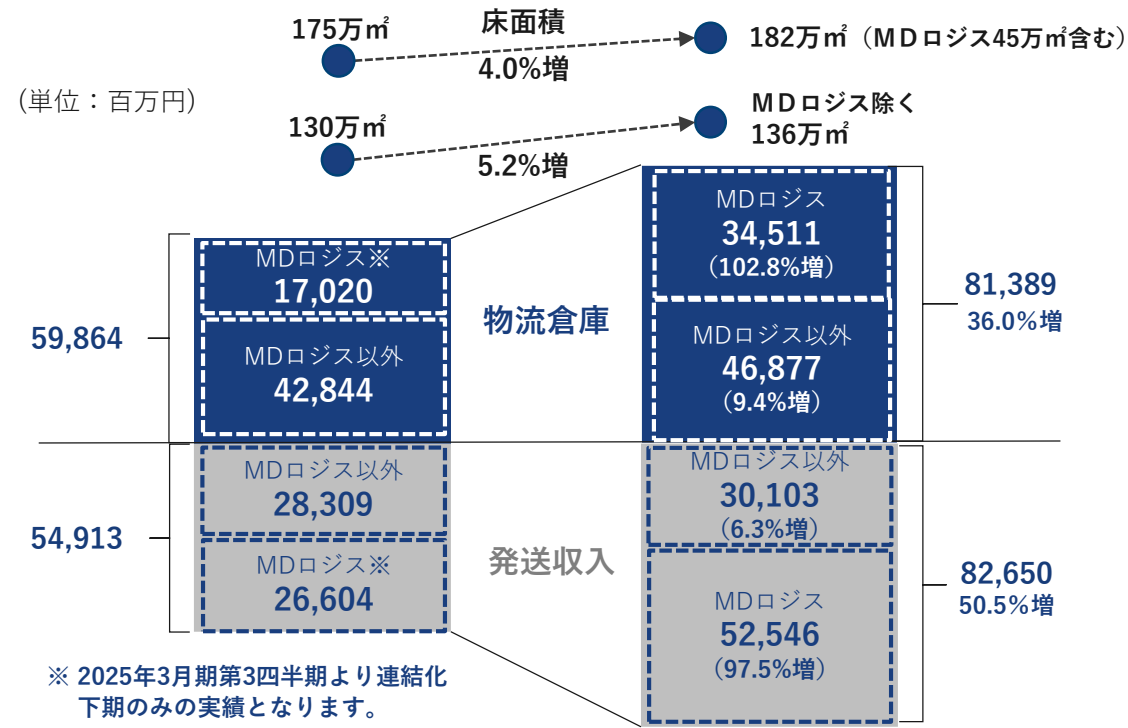 175万㎡
床面積
182万㎡（ＭＤロジス45万㎡含む）
4.0%増
（単位：百万円）
130万㎡
ＭＤロジス除く
136万㎡
5.2%増
MDロジス※
17,020
MDロジス以外
42,844
59,864
物流倉庫
MDロジス
34,511
（102.8%増）
MDロジス以外
46,877
（9.4%増）
81,389
36.0%増
MDロジス以外
28,309
MDロジス※
26,604
54,913
発送収入
MDロジス以外
30,103
（6.3%増）
MDロジス
52,546
（97.5%増）
82,650
50.5%増
※ 2025年3月期第3四半期より連結化
下期のみの実績となります。